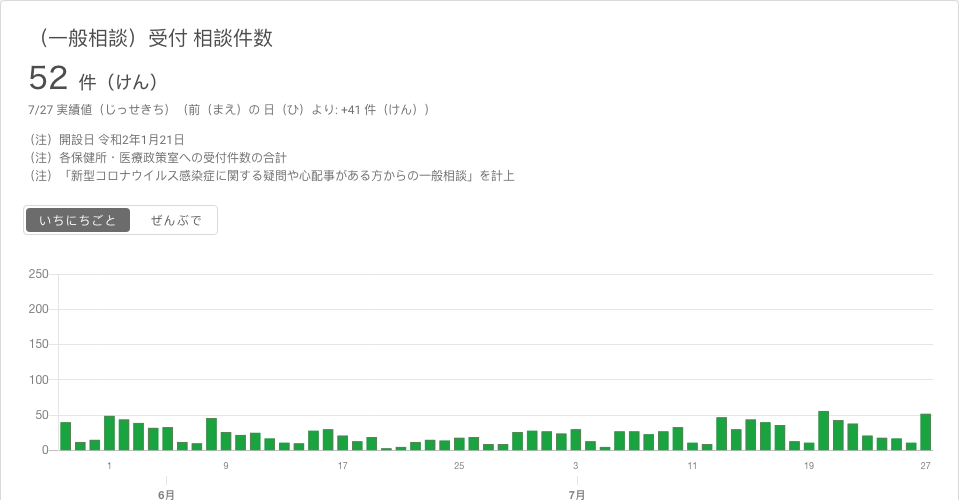 （一般相談）受付 相談件数
52 件（けん）
7/27 実績値（じっせきち）（前（まえ）の 日（ひ）より: +41 件（けん））
（注）開設日 令和2年1月21日
（注）各保健所・医療政策室への受付件数の合計
（注）「新型コロナウイルス感染症に関する疑問や心配事がある方からの一般相談」を計上
いちにちごと ぜんぶで
250
200
150
100
50
0
1 9 17 25 3 11 19 27
6月 7月